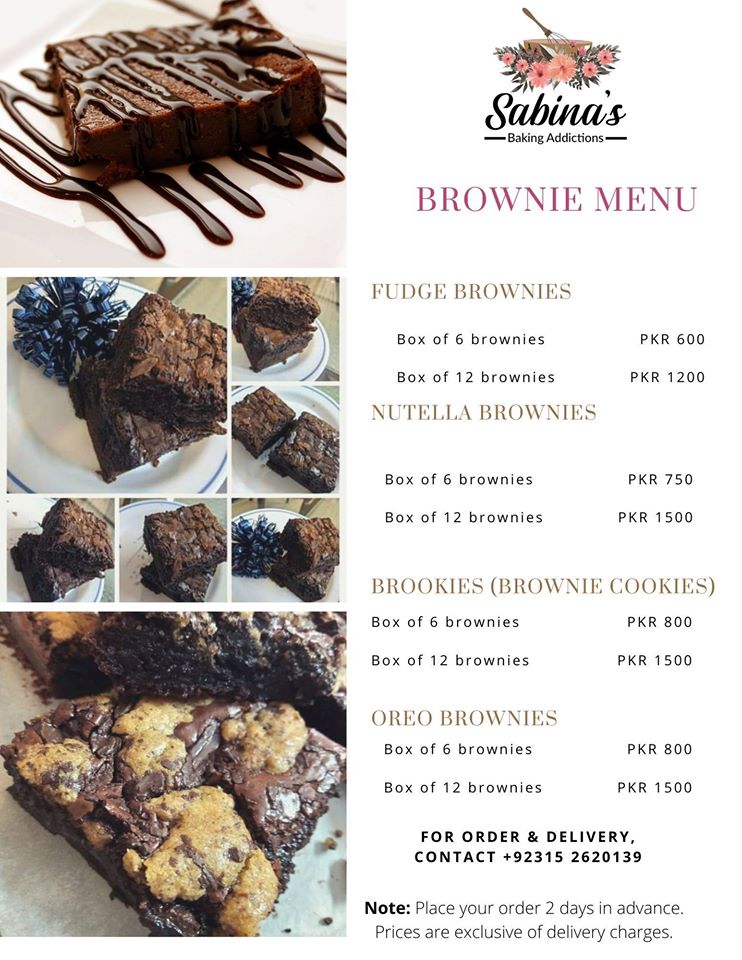 Sabina's
Baking Addictions
BROWNIE MENU
FUDGE BROWNIES
Box of 6 brownies PKR 600
Box of 12 brownies PKR 1200
NUTELLA BROWNIES
Box of 6 brownies PKR 750
Box of 12 brownies PKR 1500
BROOKIES (BROWNIE COOKIES)
Box of 6 brownies PKR 800
Box of 12 brownies PKR 1500
OREO BROWNIES
Box of 6 brownies PKR 800
Box of 12 brownies PKR 1500
FOR ORDER & DELIVERY,
CONTACT +92315 2620139
Note: Place your order 2 days in advance.
Prices are exclusive of delivery charges.